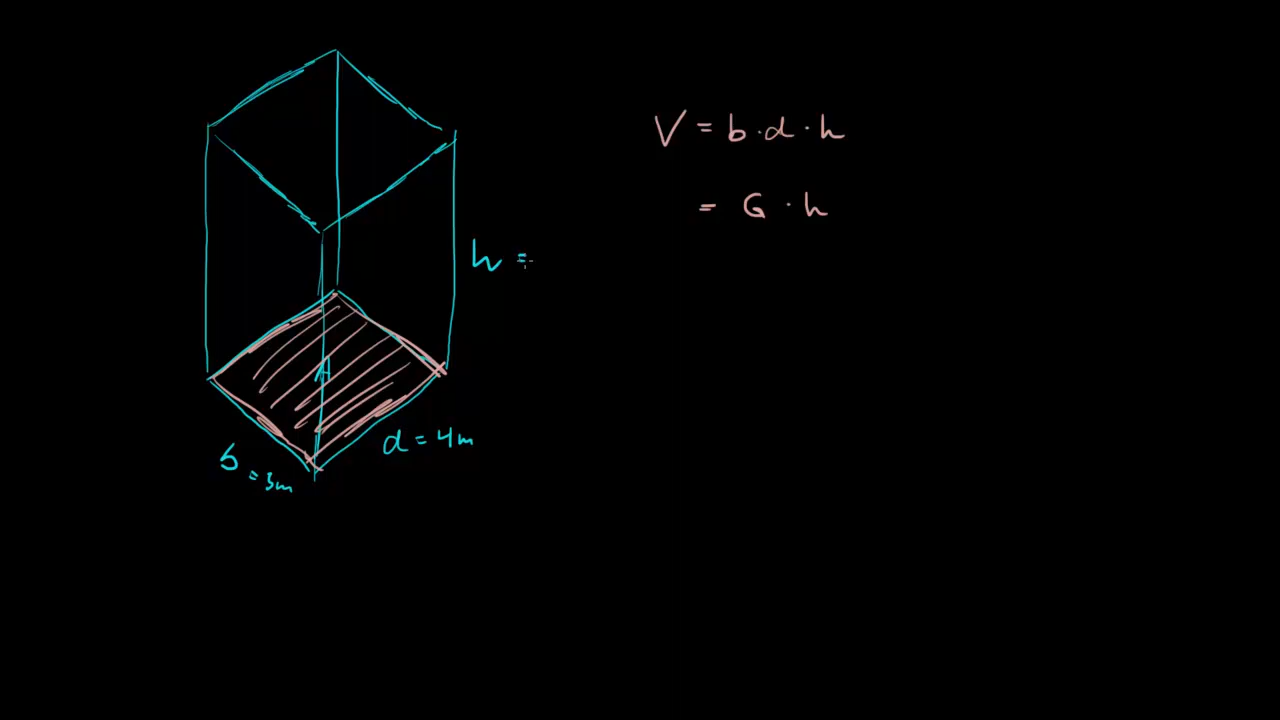 V = b · d · h
= G · h
h =
A
d = 4m
b = 3m